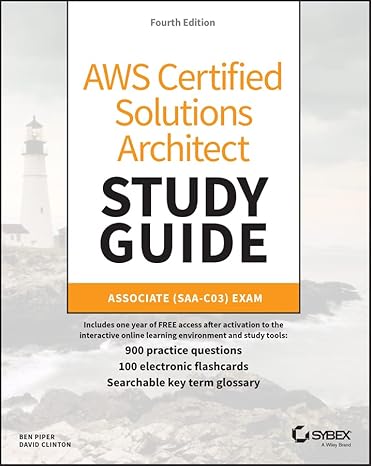 Fourth Edition
AWS Certified
Solutions
Architect
STUDY
GUIDE
ASSOCIATE (SAA-C03) EXAM
Includes one year of FREE access after activation to the
interactive online learning environment and study tools:
900 practice questions
100 electronic flashcards
Searchable key term glossary
BEN PIPER
DAVID CLINTON
SYBEX
A Wiley Brand